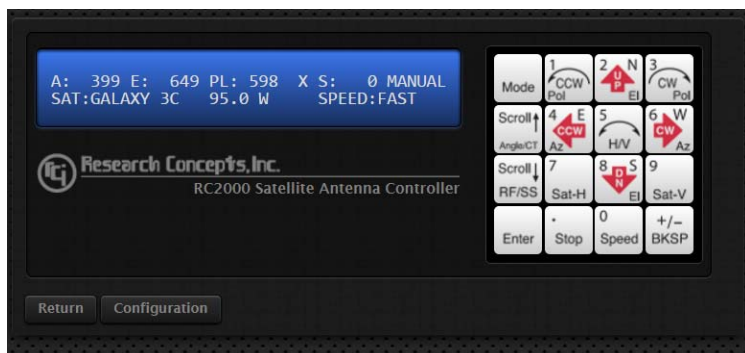 A: 399 E: 649 PL: 598 X S: 0 MANUAL
SAT:GALAXY 3C 95.0 W SPEED:FAST
rci Research Concepts,Inc.
RC2000 Satellite Antenna Controller
Mode
1 CCW Pol
2 N UP El
3 CW Pol
Scroll Angle/CT
4 E CCW Az
5 H/V
6 W CW Az
Scroll RF/SS
7 Sat-H
8 S DN El
9 Sat-V
Enter
. Stop
0 Speed
+/- BKSP
Return Configuration